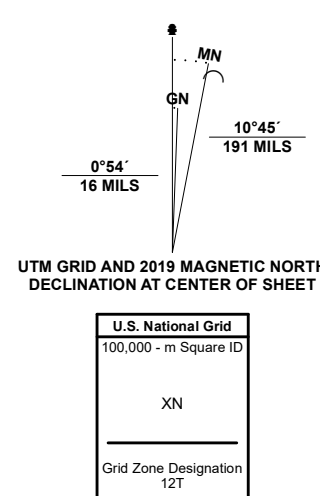 MN
GN
10°45´
191 MILS
0°54´
16 MILS
UTM GRID AND 2019 MAGNETIC NORTH
DECLINATION AT CENTER OF SHEET
U.S. National Grid
100,000 - m Square ID
XN
Grid Zone Designation
12T